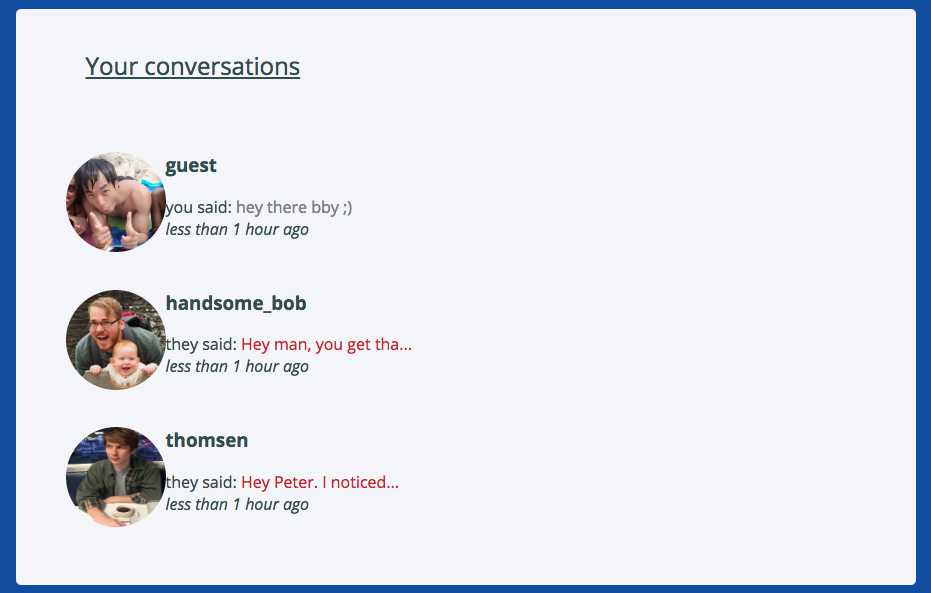 Your conversations
guest
you said: hey there bby ;)
less than 1 hour ago
handsome_bob
they said: Hey man, you get tha...
less than 1 hour ago
thomsen
they said: Hey Peter. I noticed...
less than 1 hour ago